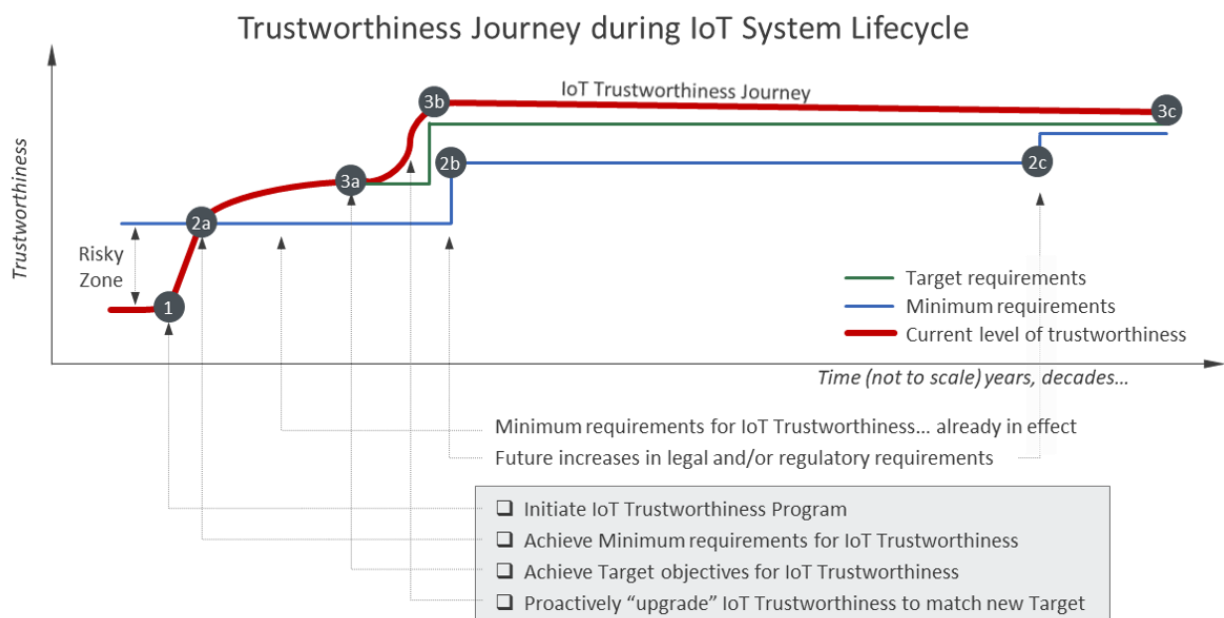 Trustworthiness Journey during IoT System Lifecycle
Trustworthiness
IoT Trustworthiness Journey
3b
3c
2b
2c
3a
2a
Risky
Zone
1
Target requirements
Minimum requirements
Current level of trustworthiness
Time (not to scale) years, decades...
Minimum requirements for IoT Trustworthiness... already in effect
Future increases in legal and/or regulatory requirements
❑ Initiate IoT Trustworthiness Program
❑ Achieve Minimum requirements for IoT Trustworthiness
❑ Achieve Target objectives for IoT Trustworthiness
❑ Proactively “upgrade” IoT Trustworthiness to match new Target